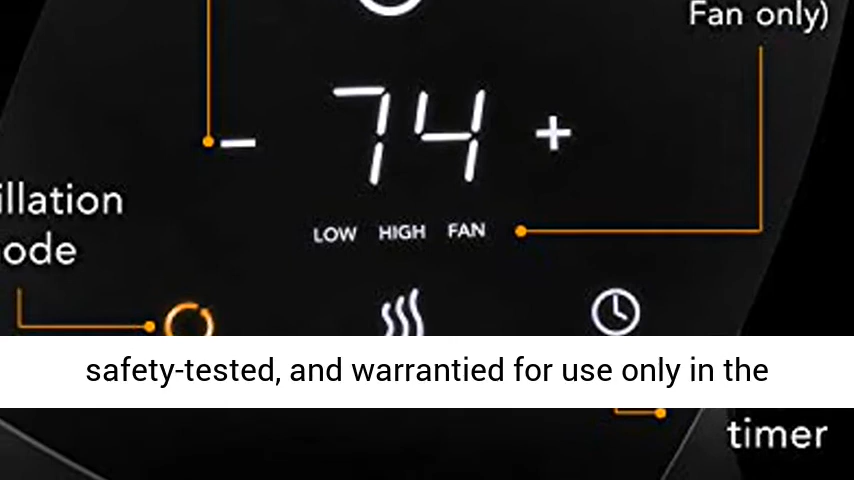 Fan only)
- 74 +
LOW HIGH FAN
illation
ode
safety-tested, and warrantied for use only in the
timer